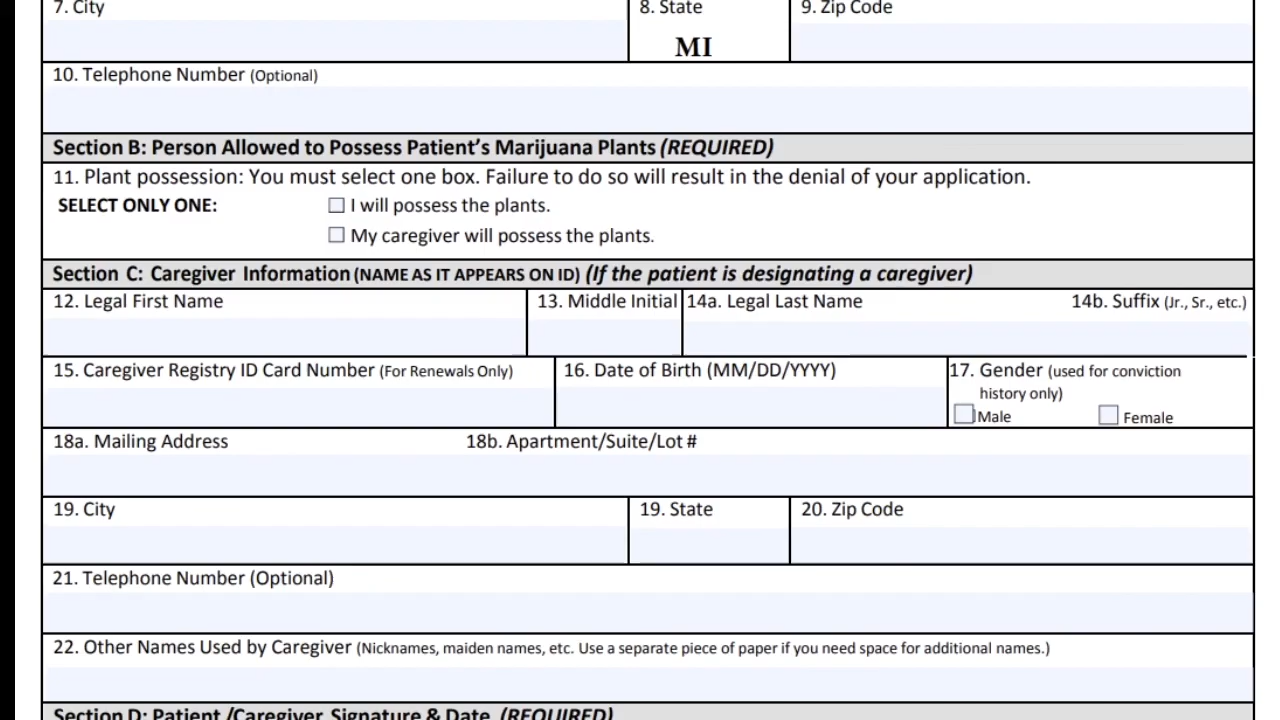 7. City 8. State 9. Zip Code
MI
10. Telephone Number (Optional)
Section B: Person Allowed to Possess Patient's Marijuana Plants (REQUIRED)
11. Plant possession: You must select one box. Failure to do so will result in the denial of your application.
SELECT ONLY ONE: I will possess the plants.
My caregiver will possess the plants.
Section C: Caregiver Information (NAME AS IT APPEARS ON ID) (If the patient is designating a caregiver)
12. Legal First Name 13. Middle Initial 14a. Legal Last Name 14b. Suffix (Jr., Sr., etc.)
15. Caregiver Registry ID Card Number (For Renewals Only) 16. Date of Birth (MM/DD/YYYY) 17. Gender (used for conviction
history only)
Male Female
18a. Mailing Address 18b. Apartment/Suite/Lot #
19. City 19. State 20. Zip Code
21. Telephone Number (Optional)
22. Other Names Used by Caregiver (Nicknames, maiden names, etc. Use a separate piece of paper if you need space for additional names.)
Section D: Patient /Caregiver Signature & Date (REQUIRED)